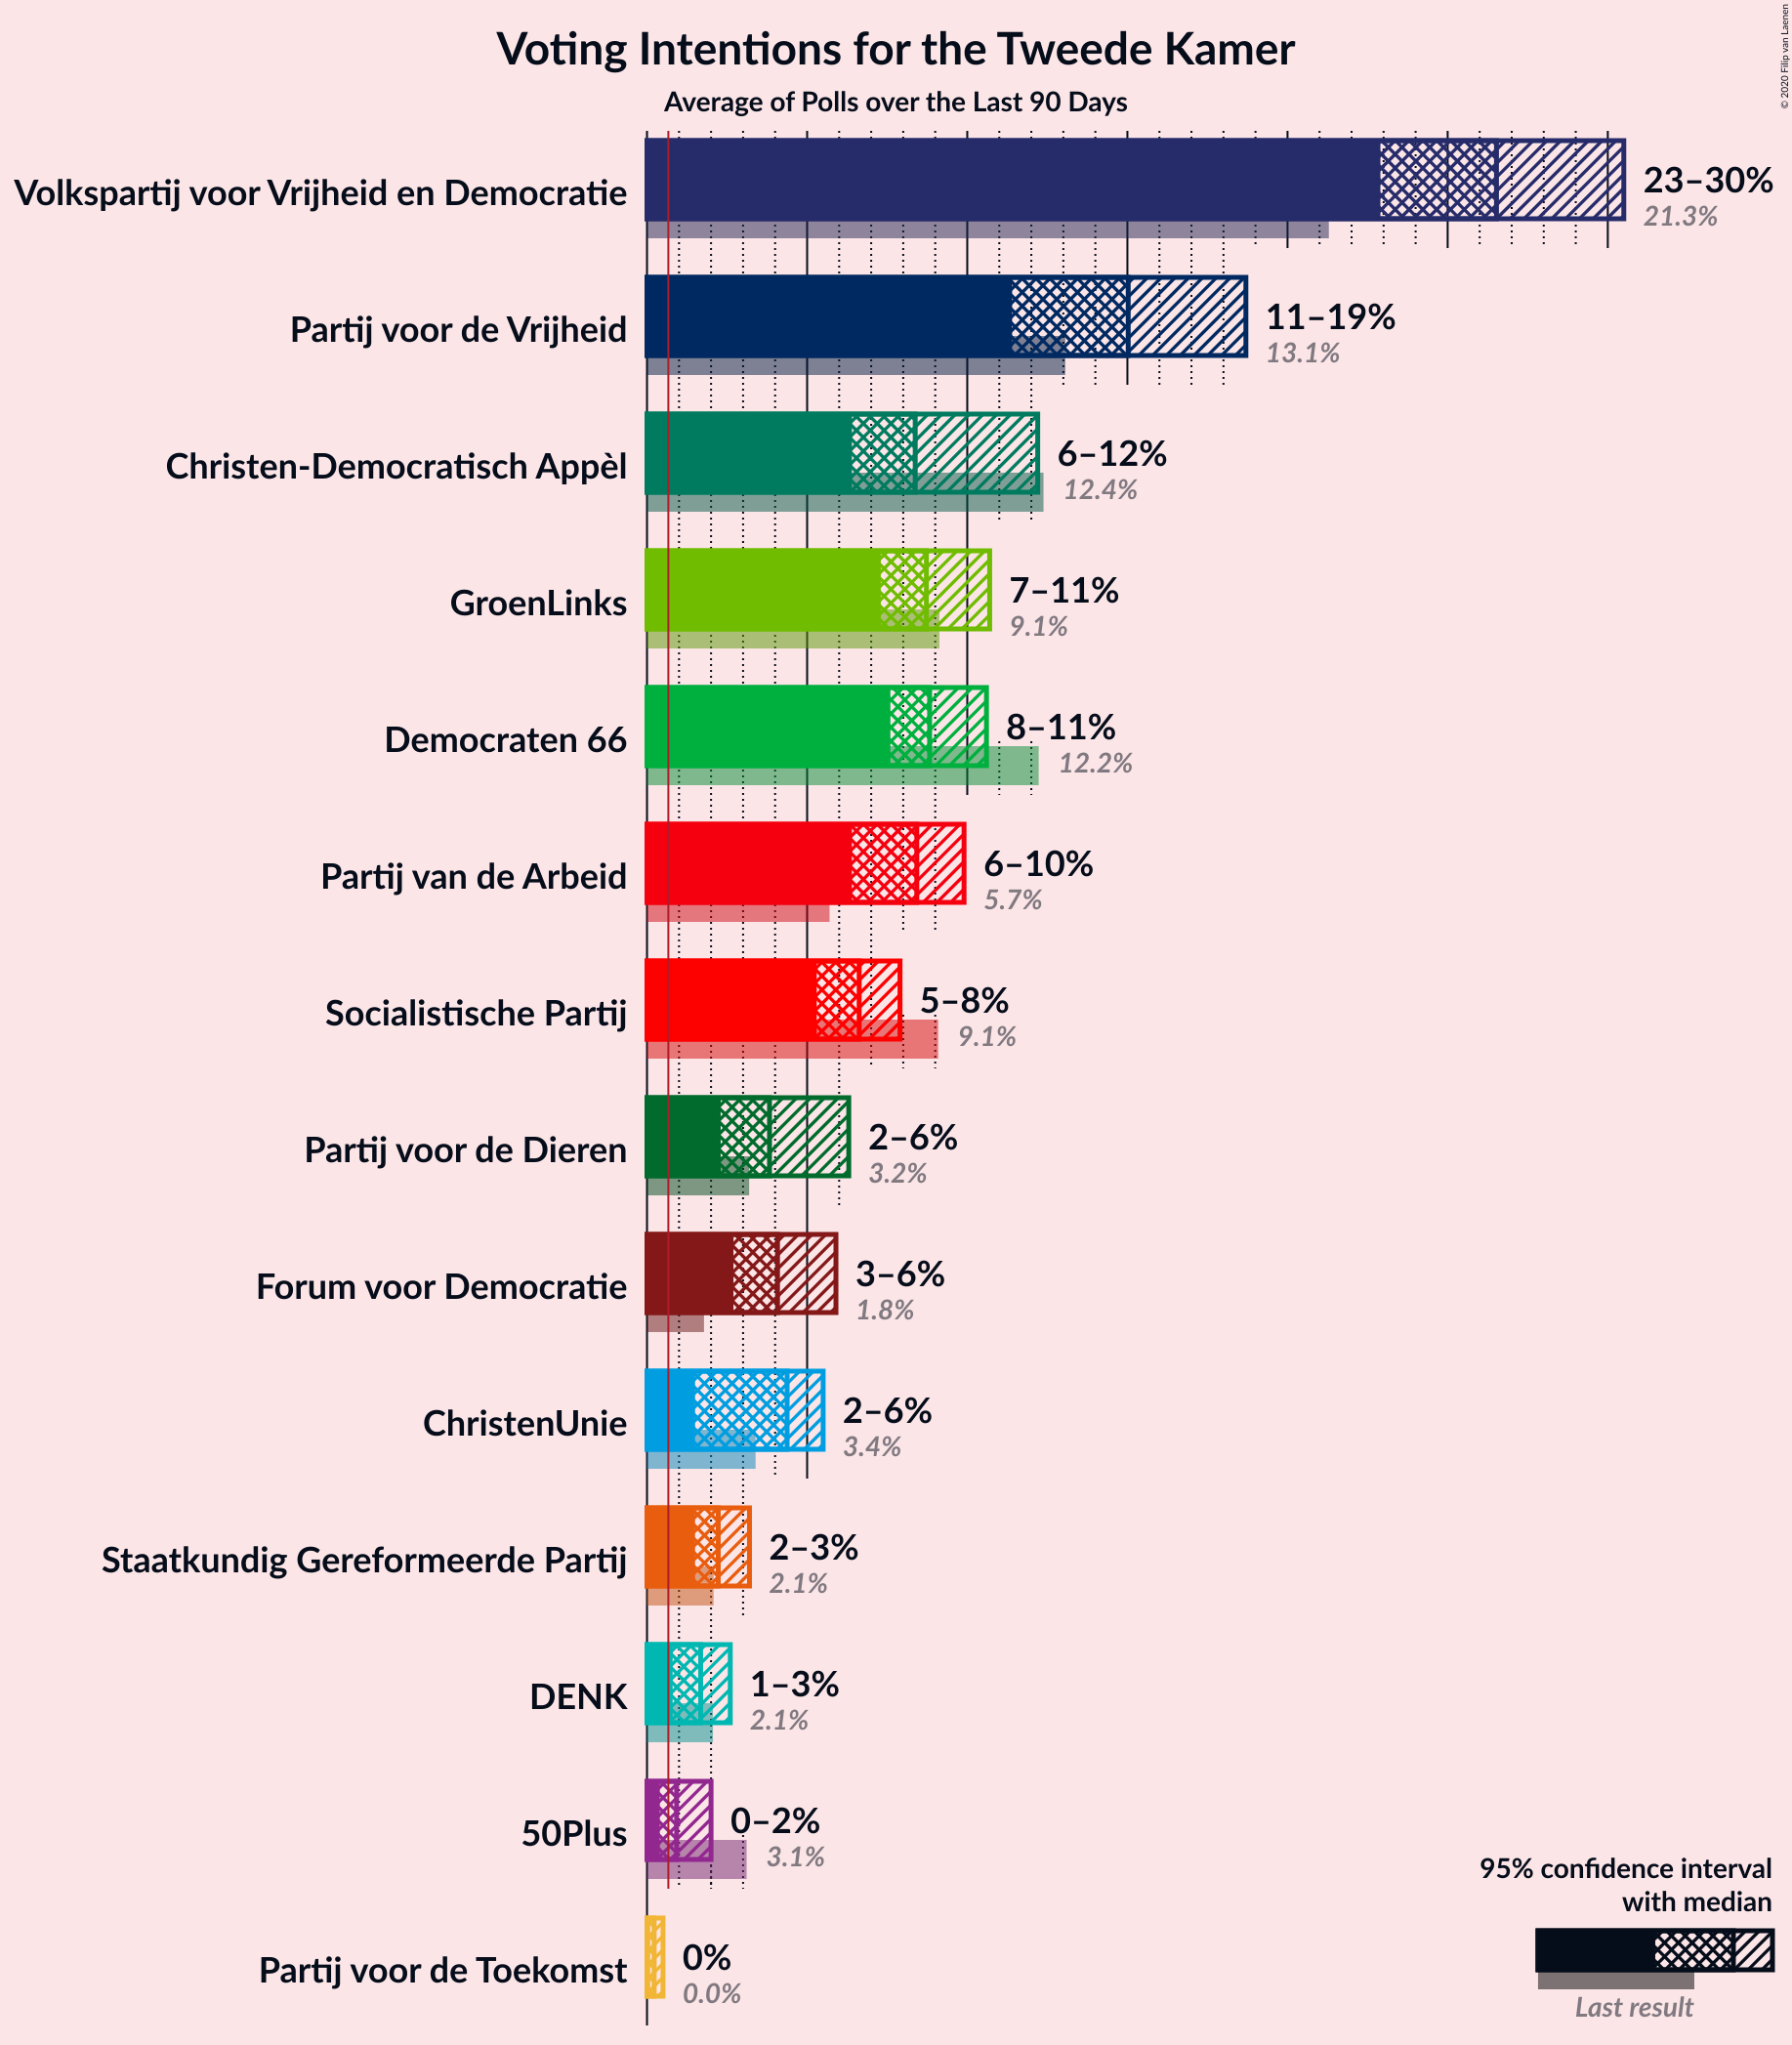 Voting Intentions for the Tweede Kamer
Average of Polls over the Last 90 Days
© 2020 Filip van Laenen
Volkspartij voor Vrijheid en Democratie
23–30%
21.3%
Partij voor de Vrijheid
11–19%
13.1%
Christen-Democratisch Appèl
6–12%
12.4%
GroenLinks
7–11%
9.1%
Democraten 66
8–11%
12.2%
Partij van de Arbeid
6–10%
5.7%
Socialistische Partij
5–8%
9.1%
Partij voor de Dieren
2–6%
3.2%
Forum voor Democratie
3–6%
1.8%
ChristenUnie
2–6%
3.4%
Staatkundig Gereformeerde Partij
2–3%
2.1%
DENK
1–3%
2.1%
50Plus
0–2%
3.1%
Partij voor de Toekomst
0%
0.0%
95% confidence interval
with median
Last result